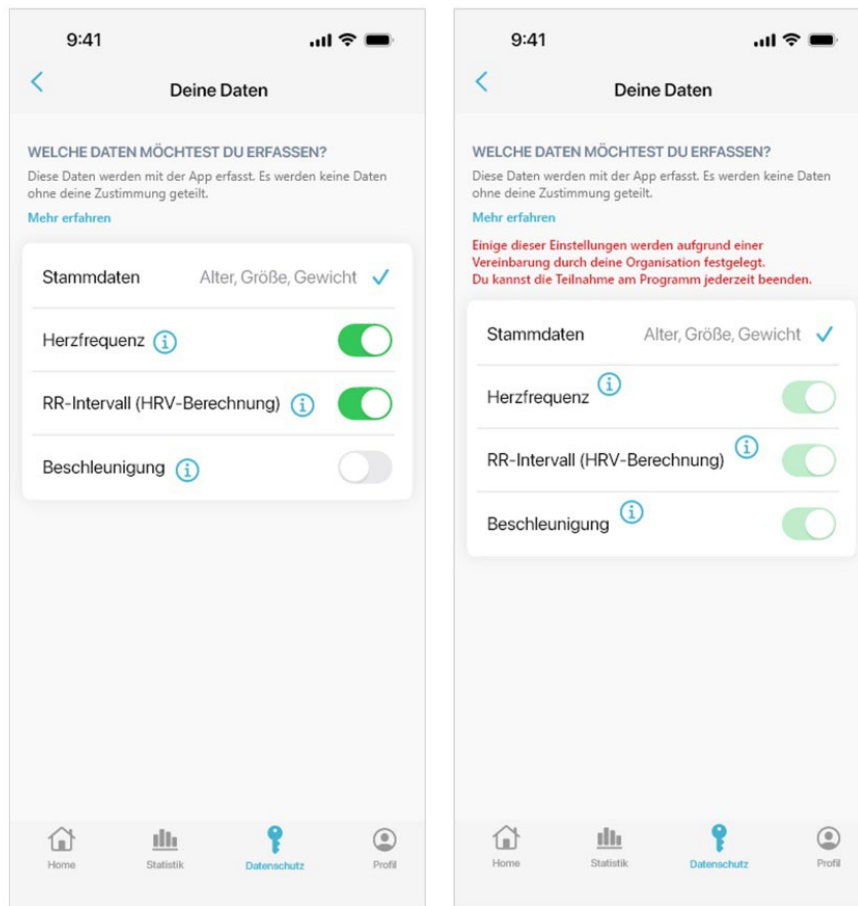 9:41
Deine Daten
WELCHE DATEN MÖCHTEST DU ERFASSEN?
Diese Daten werden mit der App erfasst. Es werden keine Daten
ohne deine Zustimmung geteilt.
Mehr erfahren
Stammdaten Alter, Größe, Gewicht
Herzfrequenz
RR-Intervall (HRV-Berechnung)
Beschleunigung
Home Statistik Datenschutz Profil
9:41
Deine Daten
WELCHE DATEN MÖCHTEST DU ERFASSEN?
Diese Daten werden mit der App erfasst. Es werden keine Daten
ohne deine Zustimmung geteilt.
Mehr erfahren
Einige dieser Einstellungen werden aufgrund einer
Vereinbarung durch deine Organisation festgelegt.
Du kannst die Teilnahme am Programm jederzeit beenden.
Stammdaten Alter, Größe, Gewicht
Herzfrequenz
RR-Intervall (HRV-Berechnung)
Beschleunigung
Home Statistik Datenschutz Profil